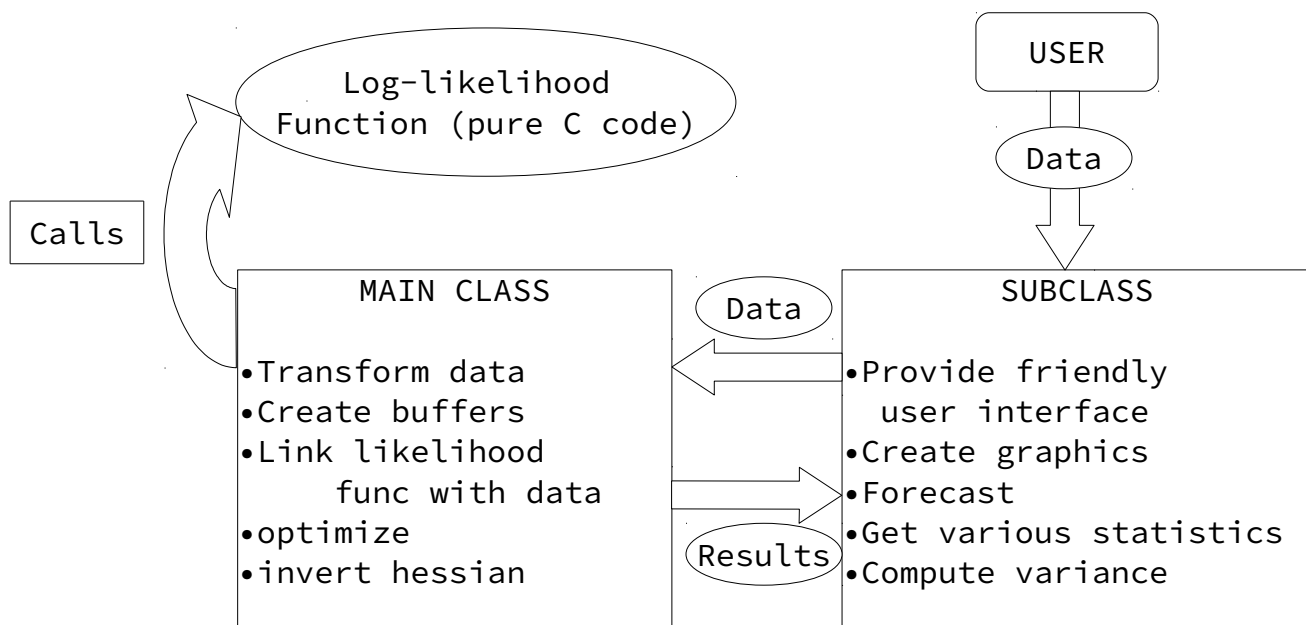 Log-likelihood
Function (pure C code)
USER
Data
Calls
MAIN CLASS
•Transform data
•Create buffers
•Link likelihood
func with data
•optimize
•invert hessian
Data
Results
SUBCLASS
•Provide friendly
user interface
•Create graphics
•Forecast
•Get various statistics
•Compute variance